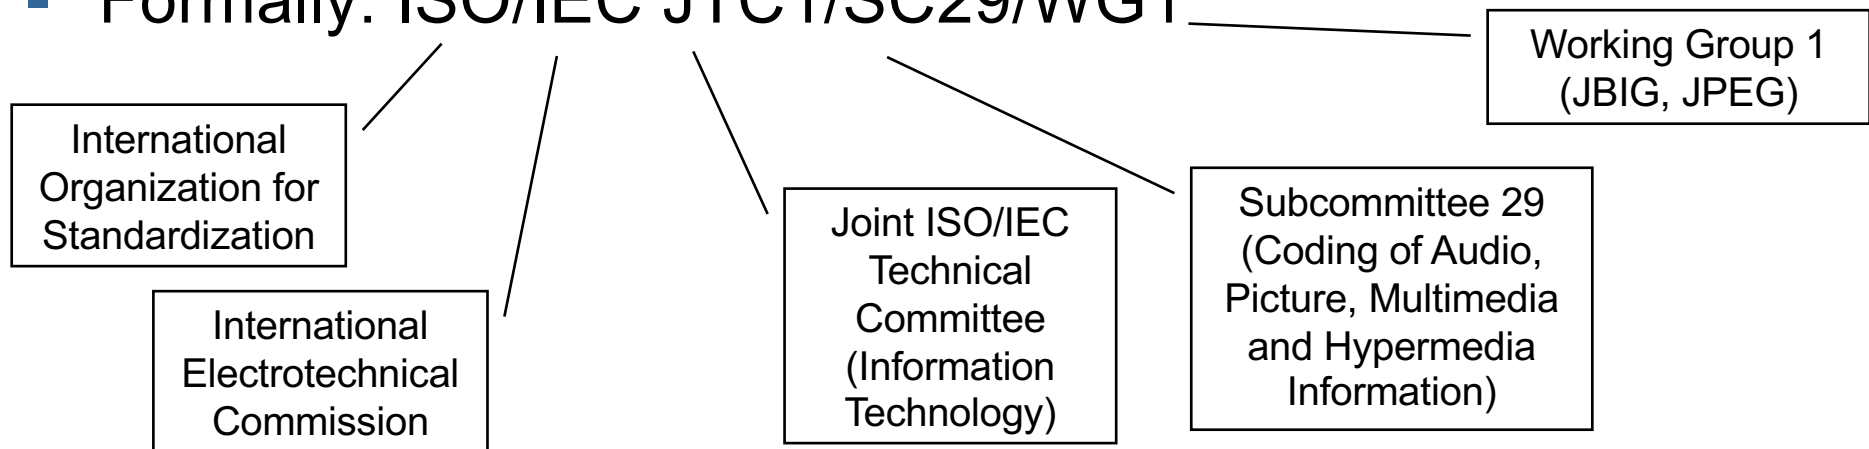 ▪ Formally: ISO/IEC JTC1/SC29/WG1
Working Group 1
(JBIG, JPEG)
International
Organization for
Standardization
International
Electrotechnical
Commission
Joint ISO/IEC
Technical
Committee
(Information
Technology)
Subcommittee 29
(Coding of Audio,
Picture, Multimedia
and Hypermedia
Information)